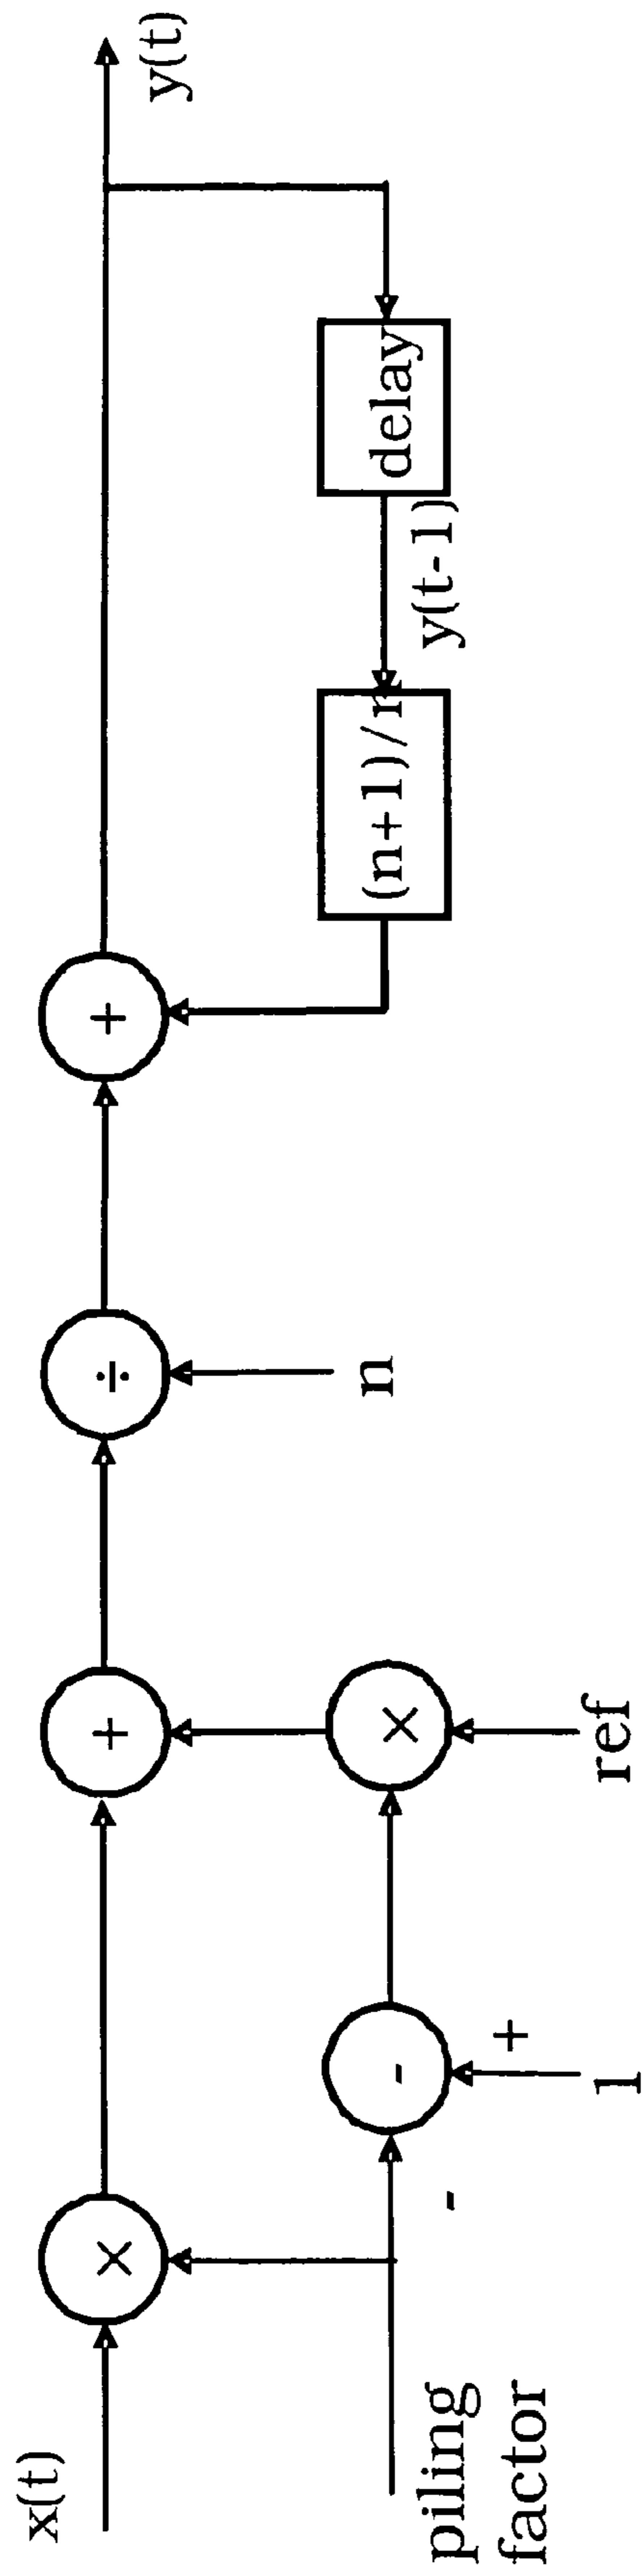 x(t)
×
+
÷
+
y(t)
n
(n+1)/n
y(t-1)
delay
piling
factor
-
-
+
1
×
ref